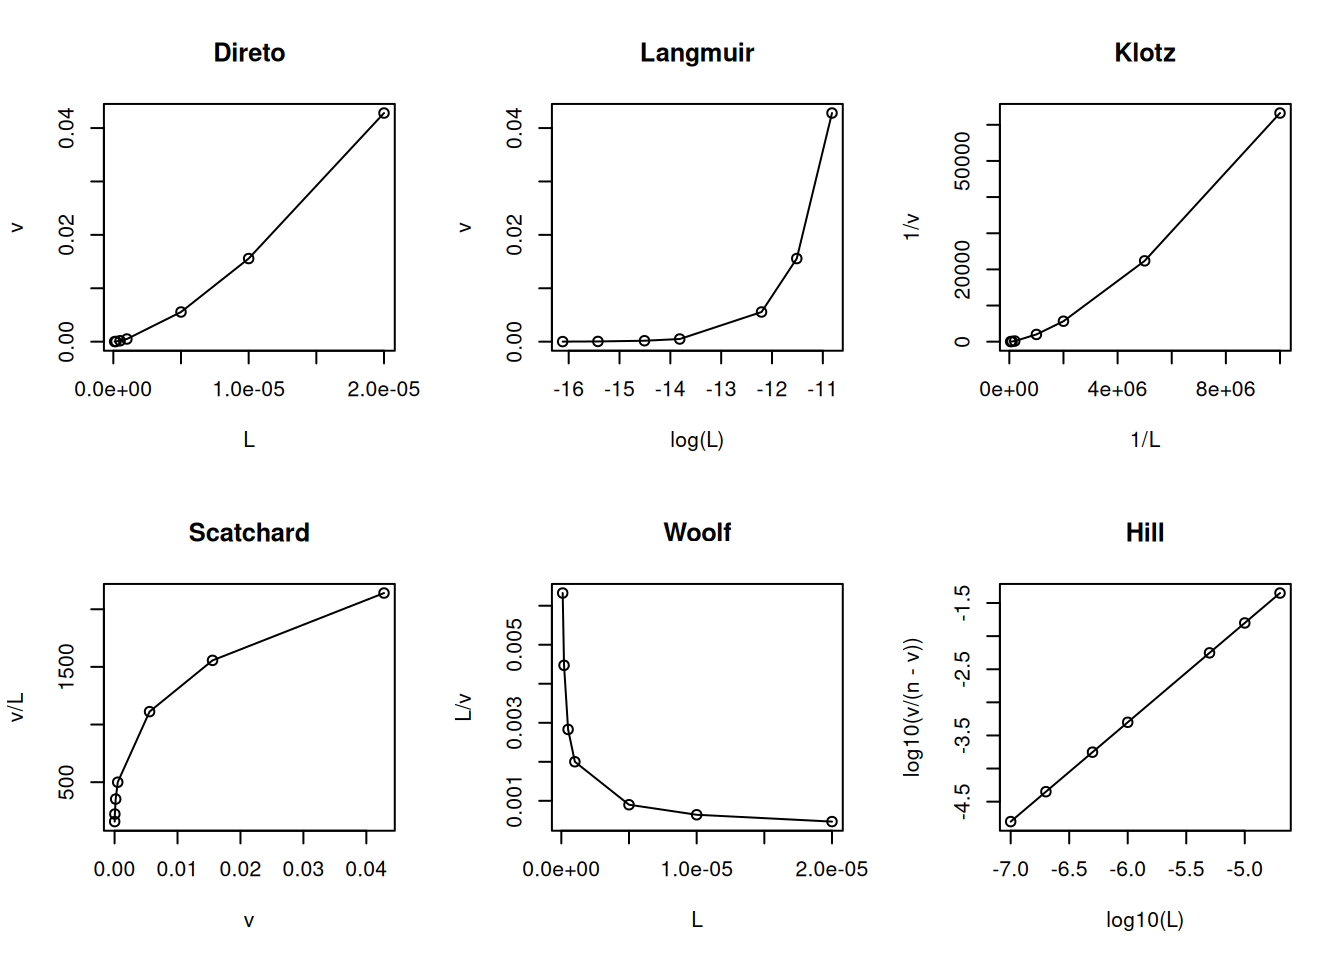 Direto
v
0.00 0.02 0.04
0.0e+00 1.0e-05 2.0e-05
L
Langmuir
v
0.00 0.02 0.04
-16 -15 -14 -13 -12 -11
log(L)
Klotz
1/v
0 20000 50000
0e+00 4e+06 8e+06
1/L
Scatchard
v/L
500 1500
0.00 0.01 0.02 0.03 0.04
v
Woolf
L/v
0.001 0.003 0.005
0.0e+00 1.0e-05 2.0e-05
L
Hill
log10(v/(n - v))
-4.5 -3.5 -2.5 -1.5
-7.0 -6.5 -6.0 -5.5 -5.0
log10(L)